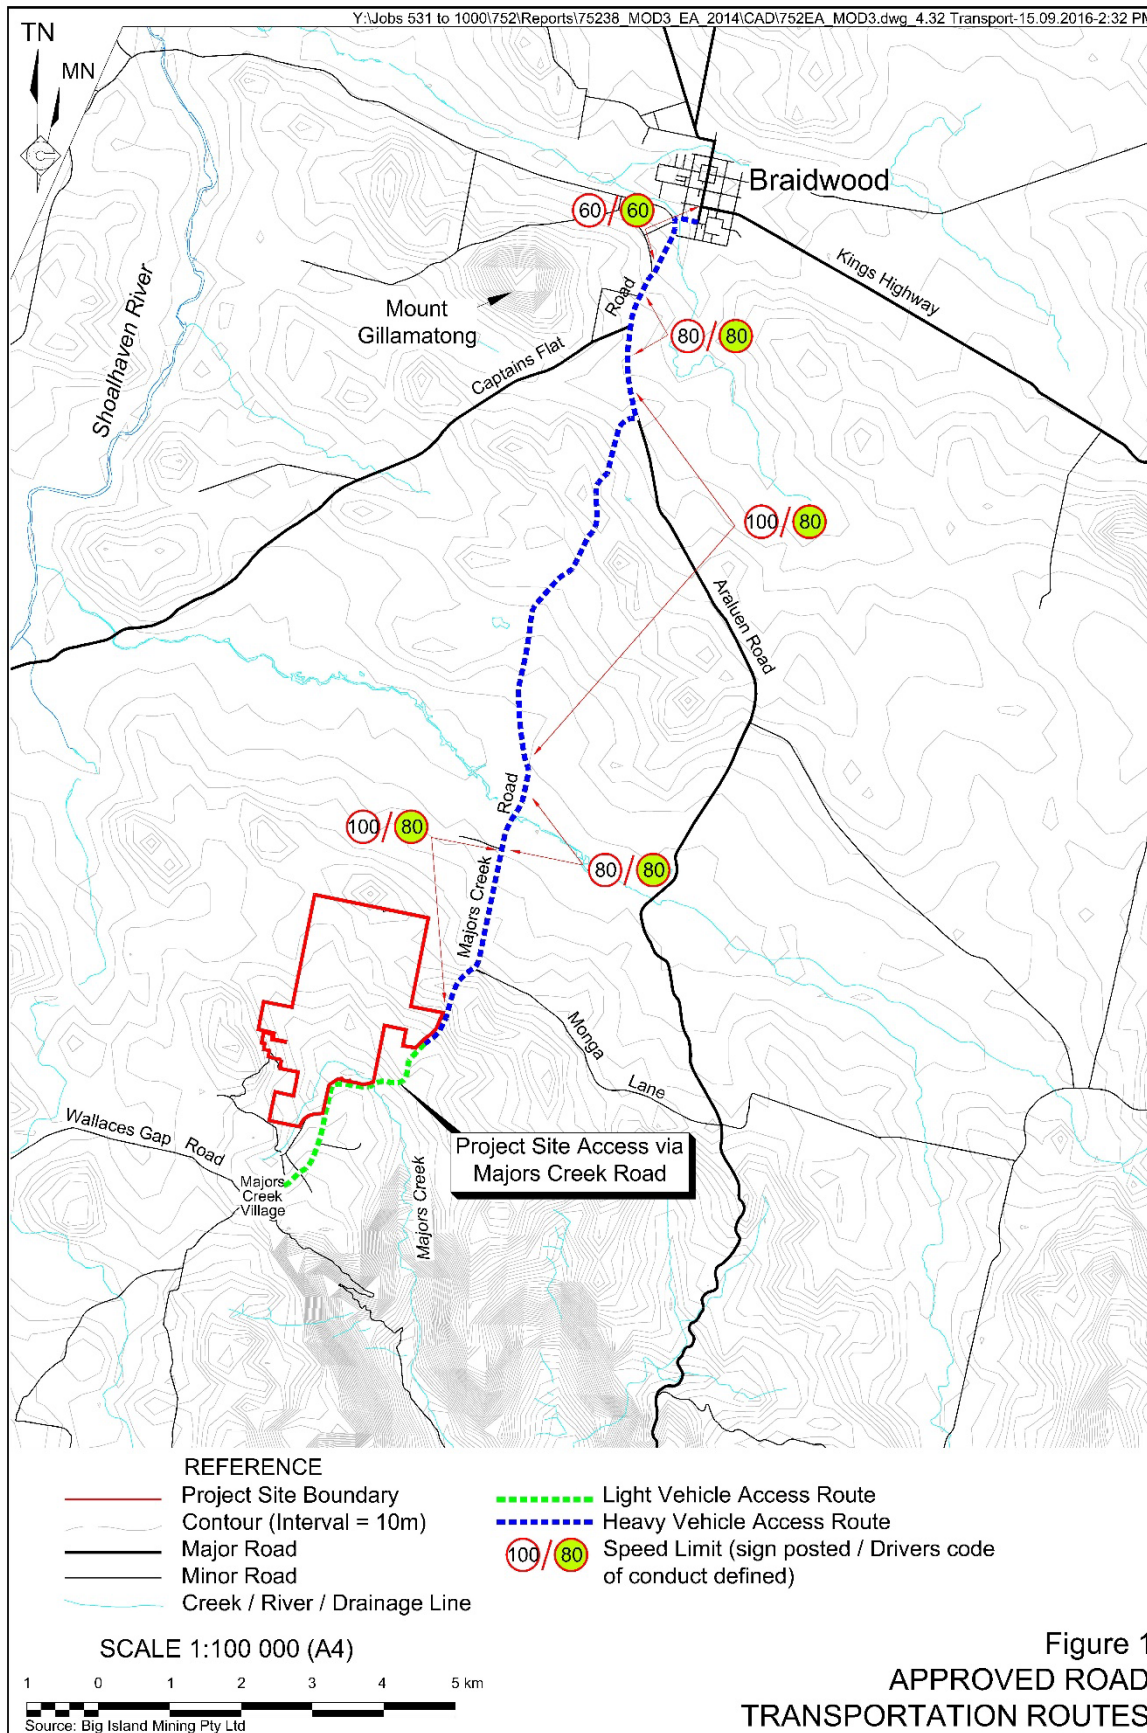 Y:\Jobs 531 to 1000\752\Reports\75238_MOD3_EA_2014\CAD\752EA_MOD3.dwg_4.32 Transport-15.09.2016-2:32 PM
TN
MN
Braidwood
60/60
Kings Highway
Shoalhaven River
Mount
Gillamatong
Road
80/80
Captains Flat
100/80
Araluen Road
Road
100/80
80/80
Majors Creek
Monga
Lane
Wallaces Gap Road
Project Site Access via
Majors Creek Road
Majors
Creek
Village
Majors Creek
REFERENCE
Project Site Boundary
Contour (Interval = 10m)
Major Road
Minor Road
Creek / River / Drainage Line
Light Vehicle Access Route
Heavy Vehicle Access Route
100/80 Speed Limit (sign posted / Drivers code
of conduct defined)
SCALE 1:100 000 (A4)
1 0 1 2 3 4 5 km
Source: Big Island Mining Pty Ltd
Figure 1
APPROVED ROAD
TRANSPORTATION ROUTES